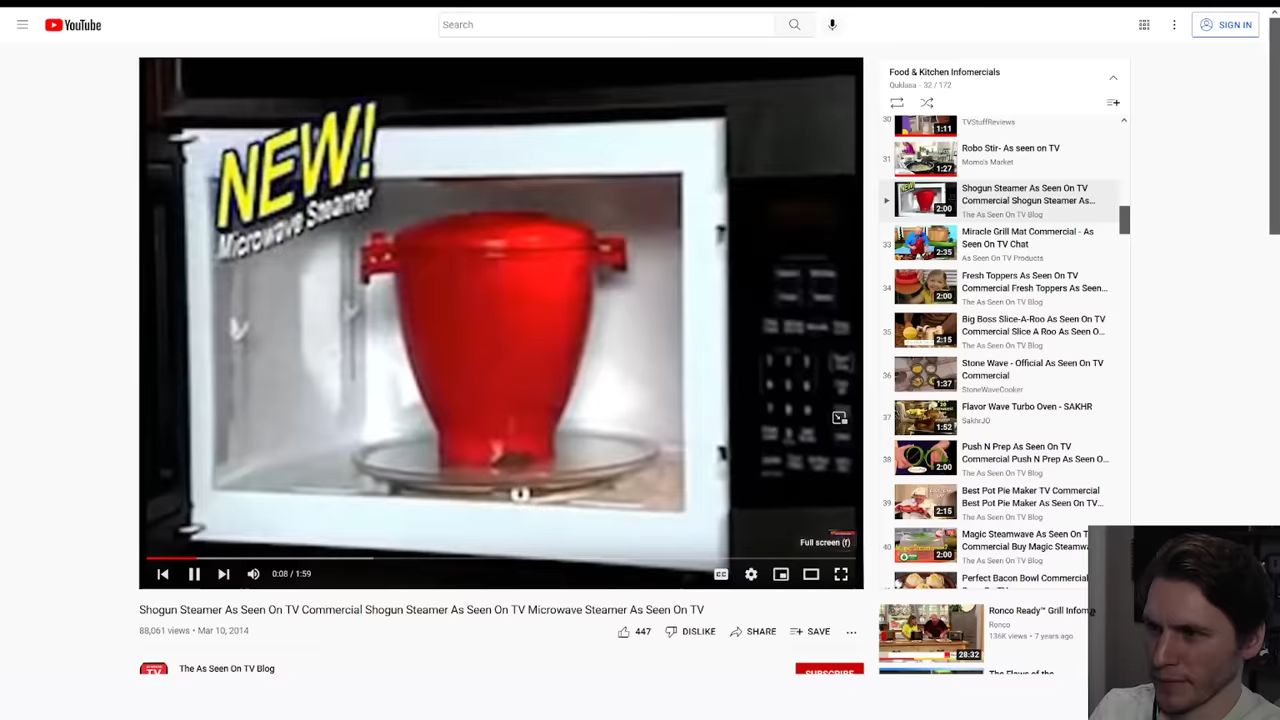 YouTube
Search
SIGN IN
NEW!
Microwave Steamer
Full screen (f)
0:08 / 1:59
Shogun Steamer As Seen On TV Commercial Shogun Steamer As Seen On TV Microwave Steamer As Seen On TV
88,061 views • Mar 10, 2014
447
DISLIKE
SHARE
SAVE
The As Seen On TV Blog
SUBSCRIBE
Food & Kitchen Infomercials
Quklasa - 32 / 172
30
1:11
TVStuffReviews
31
1:27
Robo Stir- As seen on TV
Momo's Market
2:00
Shogun Steamer As Seen On TV
Commercial Shogun Steamer As...
The As Seen On TV Blog
33
2:35
Miracle Grill Mat Commercial - As
Seen On TV Chat
As Seen On TV Products
34
2:00
Fresh Toppers As Seen On TV
Commercial Fresh Toppers As Seen...
The As Seen On TV Blog
35
2:15
Big Boss Slice-A-Roo As Seen On TV
Commercial Slice A Roo As Seen O...
The As Seen On TV Blog
36
1:37
Stone Wave - Official As Seen On TV
Commercial
StoneWaveCooker
37
1:52
Flavor Wave Turbo Oven - SAKHR
SakhrJO
38
2:00
Push N Prep As Seen On TV
Commercial Push N Prep As Seen O...
The As Seen On TV Blog
39
2:15
Best Pot Pie Maker TV Commercial
Best Pot Pie Maker As Seen On TV...
The As Seen On TV Blog
40
2:00
Magic Steamwave As Seen On
Commercial Buy Magic Steamwa
The As Seen On TV Blog
Perfect Bacon Bowl Commercial
28:32
Ronco Ready™ Grill Infom
Ronco
136K views • 7 years ago
The Flaws of the